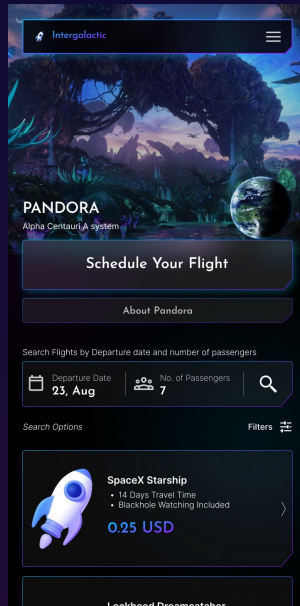 Intergalactic
PANDORA
Alpha Centauri A system
Schedule Your Flight
About Pandora
Search Flights by Departure date and number of passengers
Departure Date
23, Aug
No. of Passengers
7
Search Options
Filters
SpaceX Starship
• 14 Days Travel Time
• Blackhole Watching Included
0.25 USD
Lockheed Dreamcatcher